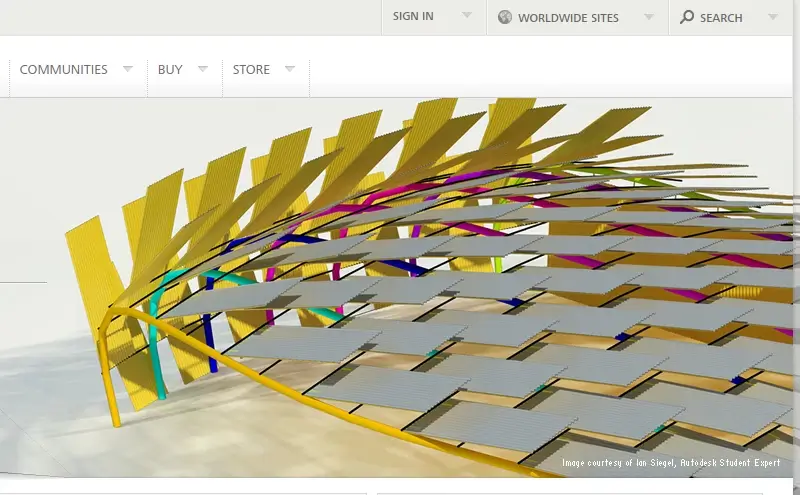 SIGN IN
WORLDWIDE SITES
SEARCH
COMMUNITIES
BUY
STORE
Image courtesy of Ian Siegel, Autodesk Student Expert